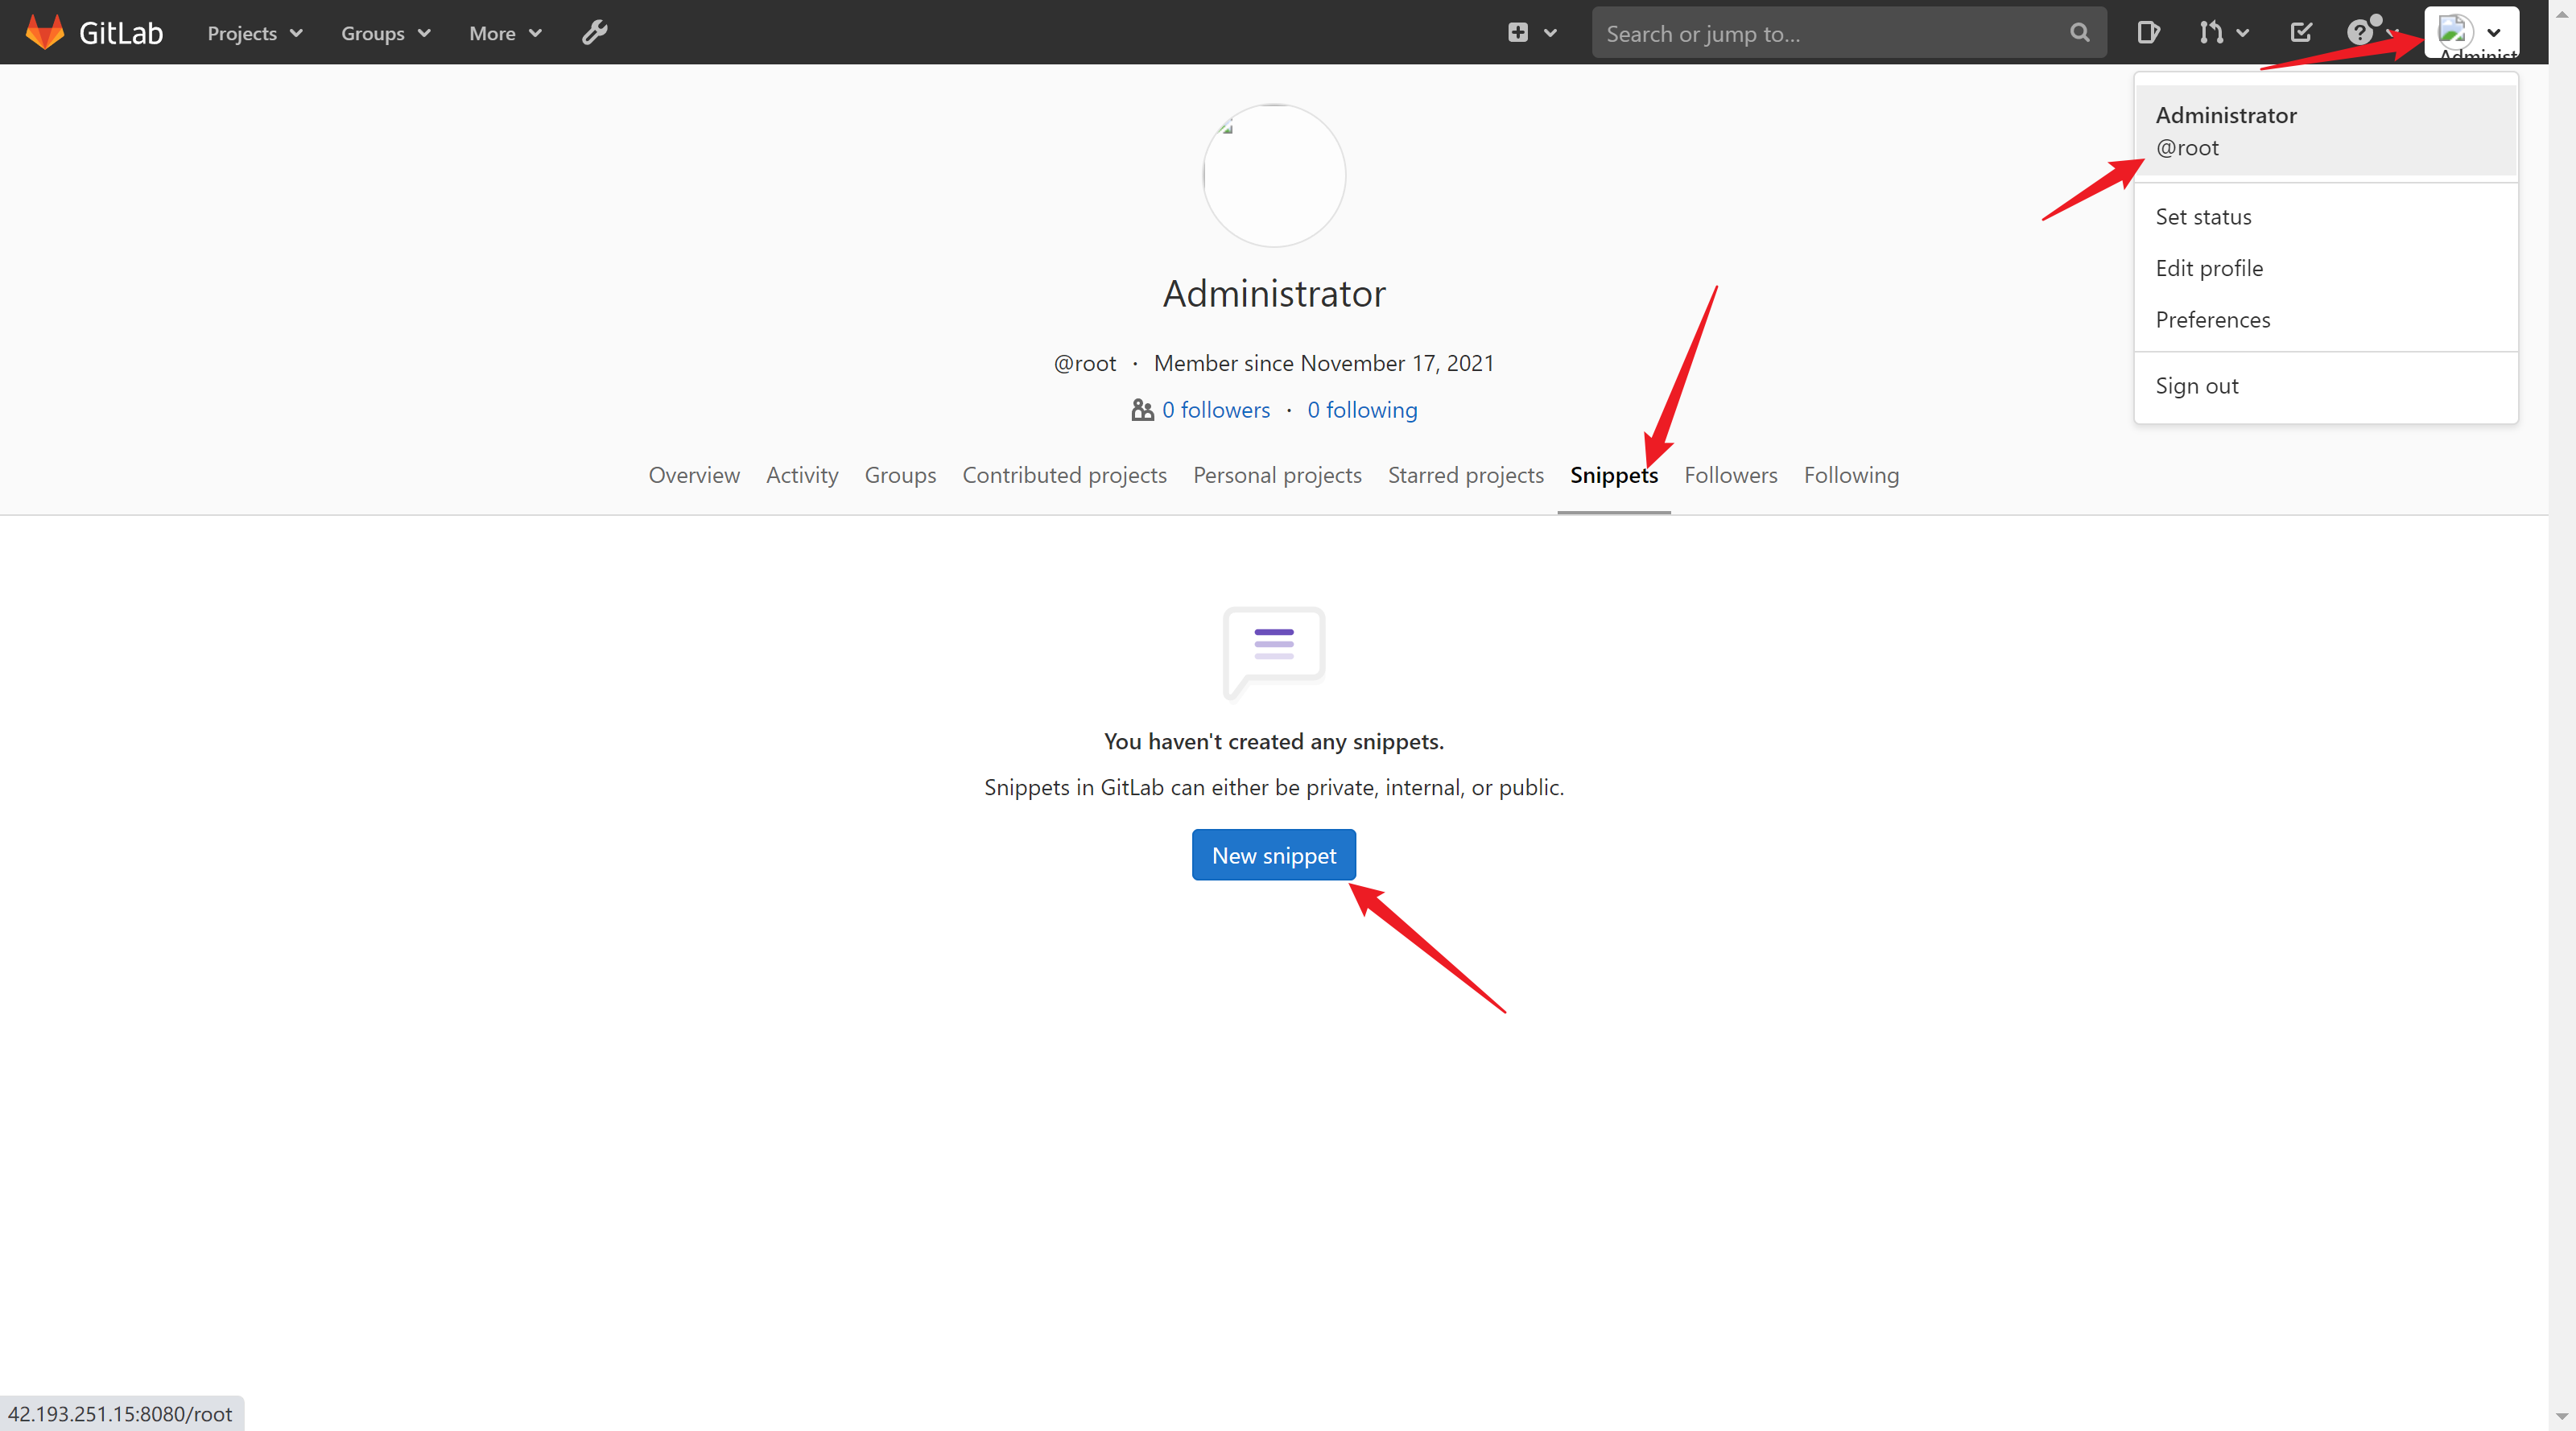 GitLab
Projects
Groups
More
Search or jump to...
Administ
Administrator
@root
Set status
Edit profile
Preferences
Sign out
Administrator
@root · Member since November 17, 2021
0 followers · 0 following
Overview Activity Groups Contributed projects Personal projects Starred projects Snippets Followers Following
You haven't created any snippets.
Snippets in GitLab can either be private, internal, or public.
New snippet
42.193.251.15:8080/root